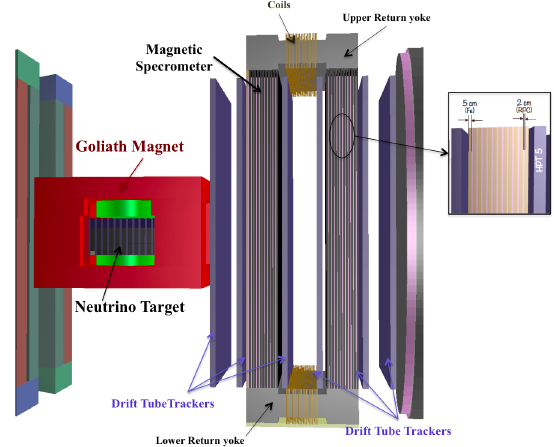 Coils
Upper Return yoke
Magnetic
Specrometer
5 cm
(Fe)
2 cm
(RPC)
HPT 5
Goliath Magnet
Neutrino Target
Drift TubeTrackers
Drift Tube Trackers
Lower Return yoke